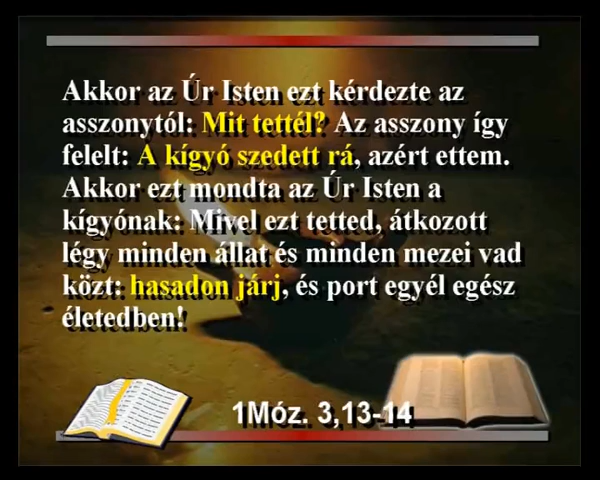 Akkor az Úr Isten ezt kérdezte az
asszonytól: Mit tettél? Az asszony így
felelt: A kígyó szedett rá, azért ettem.
Akkor ezt mondta az Úr Isten a
kígyónak: Mivel ezt tetted, átkozott
légy minden állat és minden mezei vad
közt: hasadon járj, és port egyél egész
életedben!
1Móz. 3,13-14